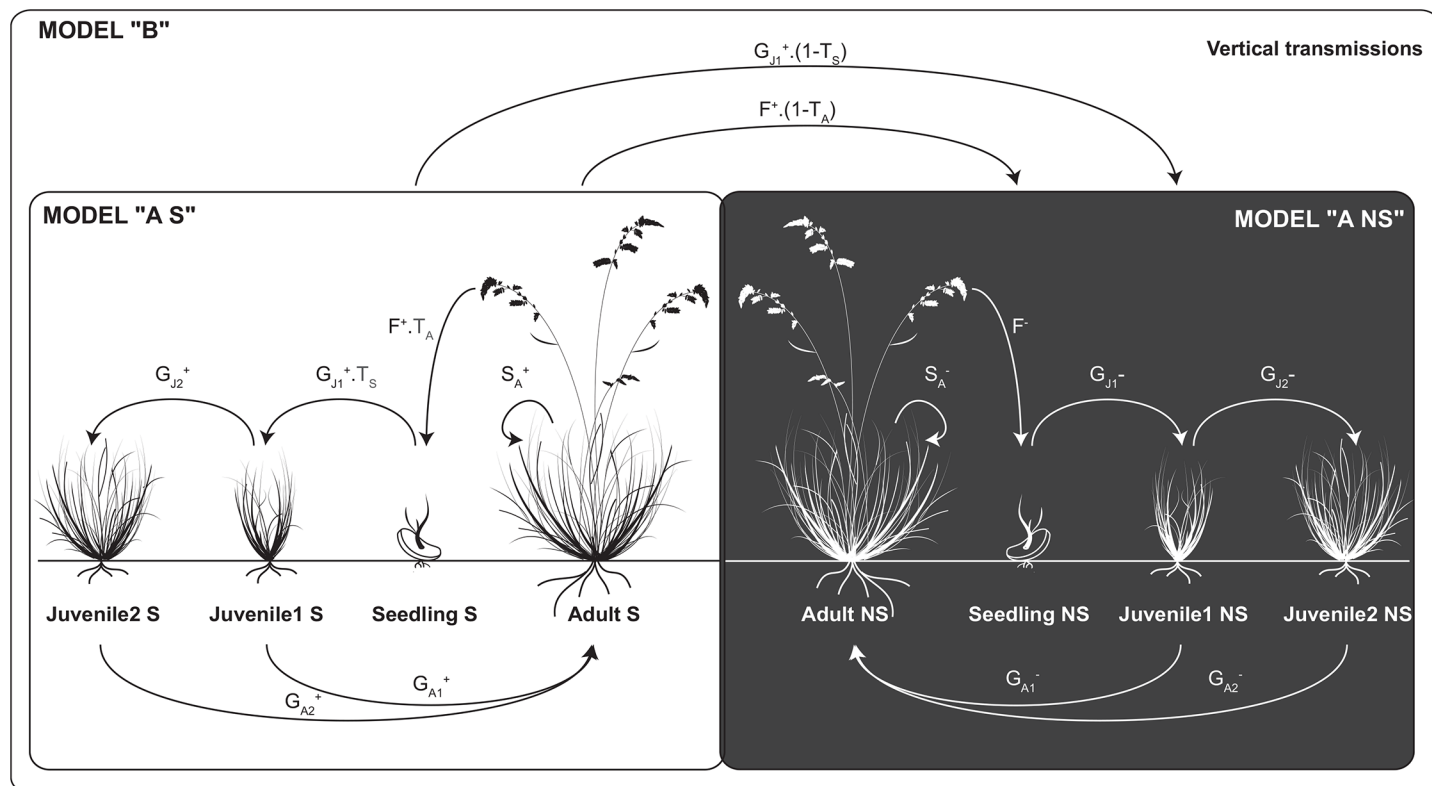 MODEL "B"
Vertical transmissions
G_J1^+.(1-T_S)
F^+.(1-T_A)
MODEL "A S"
F^+.T_A
G_J2^+
G_J1^+.T_S
S_A^+
Juvenile2 S
Juvenile1 S
Seedling S
Adult S
G_A1^+
G_A2^+
MODEL "A NS"
F^-
S_A^-
G_J1-
G_J2-
Adult NS
Seedling NS
Juvenile1 NS
Juvenile2 NS
G_A1^-
G_A2^-